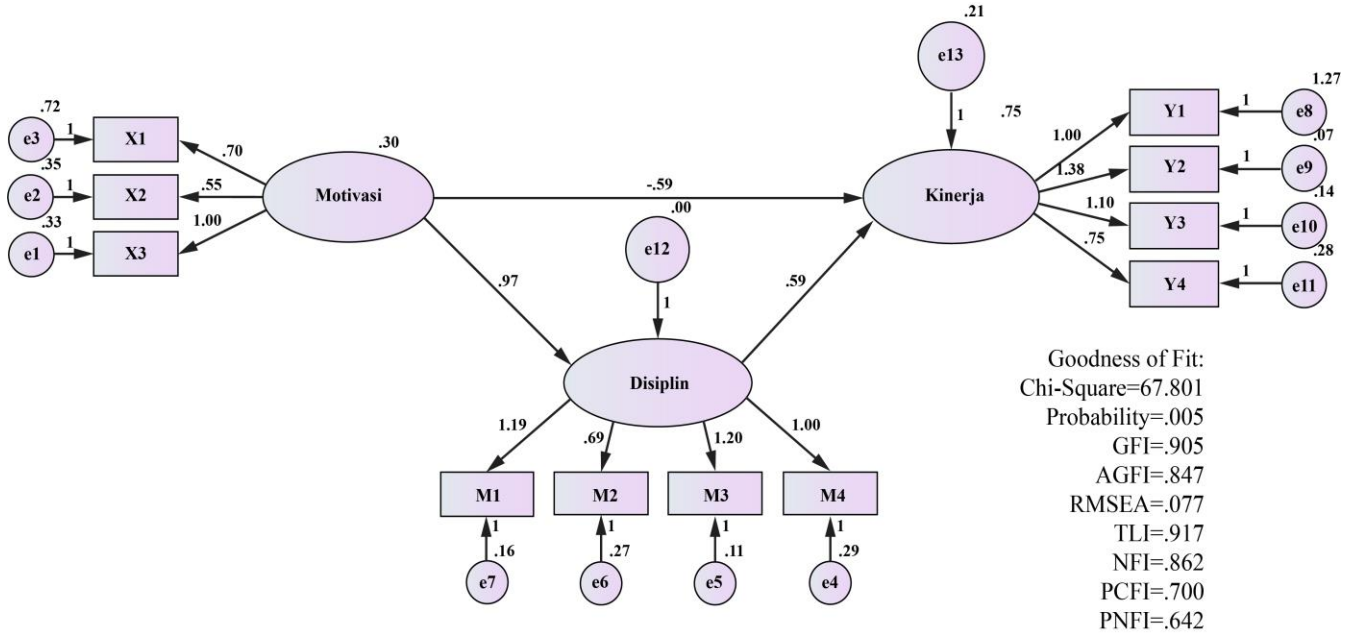 .21
e13
1.27
.72
1
.75
Y1
1
e8
e3
1
X1
.30
1.00
.07
.35
.70
1.38
Y2
1
e9
e2
1
X2
.55
Motivasi
-.59
Kinerja
1.10
.14
.33
1.00
.00
.75
Y3
1
e10
e1
1
X3
e12
.28
.97
.59
Y4
1
e11
1
Disiplin
Goodness of Fit:
Chi-Square=67.801
Probability=.005
GFI=.905
AGFI=.847
RMSEA=.077
TLI=.917
NFI=.862
PCFI=.700
PNFI=.642
1.19
.69
1.20
1.00
M1
M2
M3
M4
1
1
1
1
.16
.27
.11
.29
e7
e6
e5
e4